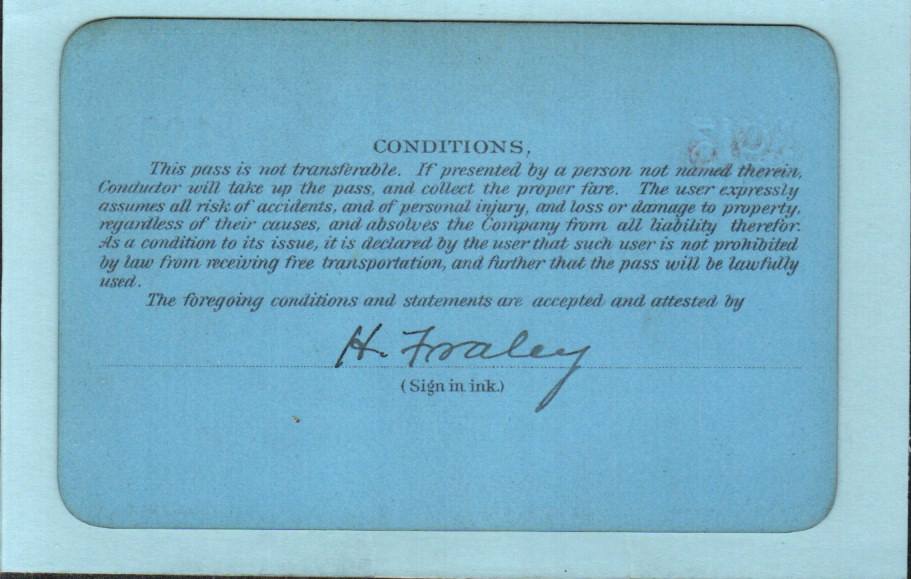 CONDITIONS.
This pass is not transferable. If presented by a person not named therein,
Conductor will take up the pass, and collect the proper fare. The user expressly
assumes all risk of accidents, and of personal injury, and loss or damage to property,
regardless of their causes, and absolves the Company from all liability therefor.
As a condition to its issue, it is declared by the user that such user is not prohibited
by law from receiving free transportation, and further that the pass will be lawfully
used.
The foregoing conditions and statements are accepted and attested by
H. Fraley
(Sign in ink.)